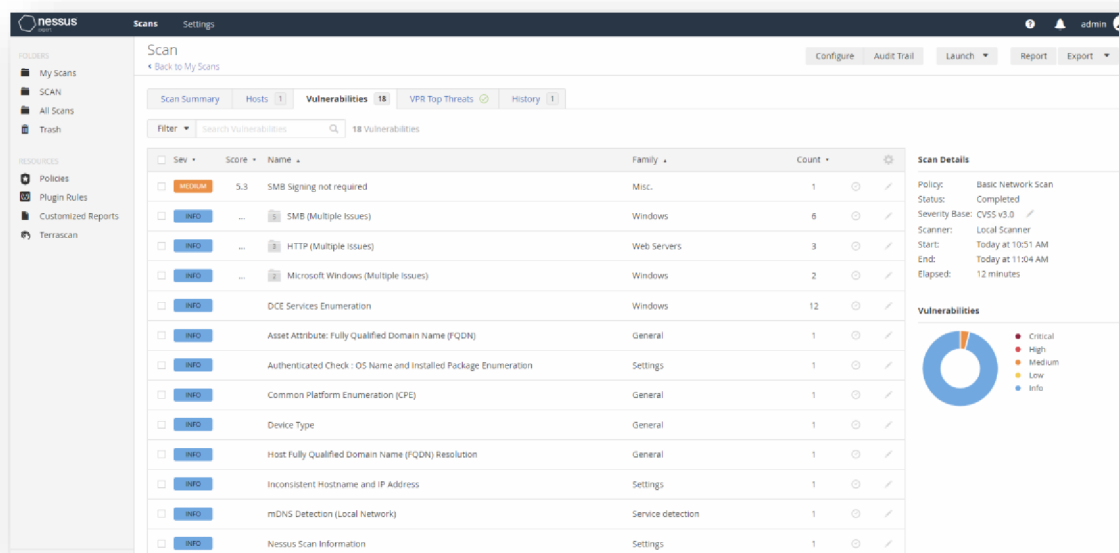 nessus
Scans Settings
admin
FOLDERS
My Scans
SCAN
All Scans
Trash
RESOURCES
Policies
Plugin Rules
Customized Reports
Terrascan
Scan
Back to My Scans
Configure Audit Trail Launch Report Export
Scan Summary Hosts 1 Vulnerabilities 18 VPR Top Threats History 1
Filter Search Vulnerabilities 18 Vulnerabilities
Sev Score Name Family Count
MEDIUM 5.3 SMB Signing not required Misc. 1
INFO ... 5 SMB (Multiple Issues) Windows 6
INFO ... 3 HTTP (Multiple Issues) Web Servers 3
INFO ... 2 Microsoft Windows (Multiple Issues) Windows 2
INFO DCE Services Enumeration Windows 12
INFO Asset Attribute: Fully Qualified Domain Name (FQDN) General 1
INFO Authenticated Check : OS Name and Installed Package Enumeration Settings 1
INFO Common Platform Enumeration (CPE) General 1
INFO Device Type General 1
INFO Host Fully Qualified Domain Name (FQDN) Resolution General 1
INFO Inconsistent Hostname and IP Address Settings 1
INFO mDNS Detection (Local Network) Service detection 1
INFO Nessus Scan Information Settings 1
Scan Details
Policy: Basic Network Scan
Status: Completed
Severity Base: CVSS v3.0
Scanner: Local Scanner
Start: Today at 10:51 AM
End: Today at 11:04 AM
Elapsed: 12 minutes
Vulnerabilities
Critical
High
Medium
Low
Info